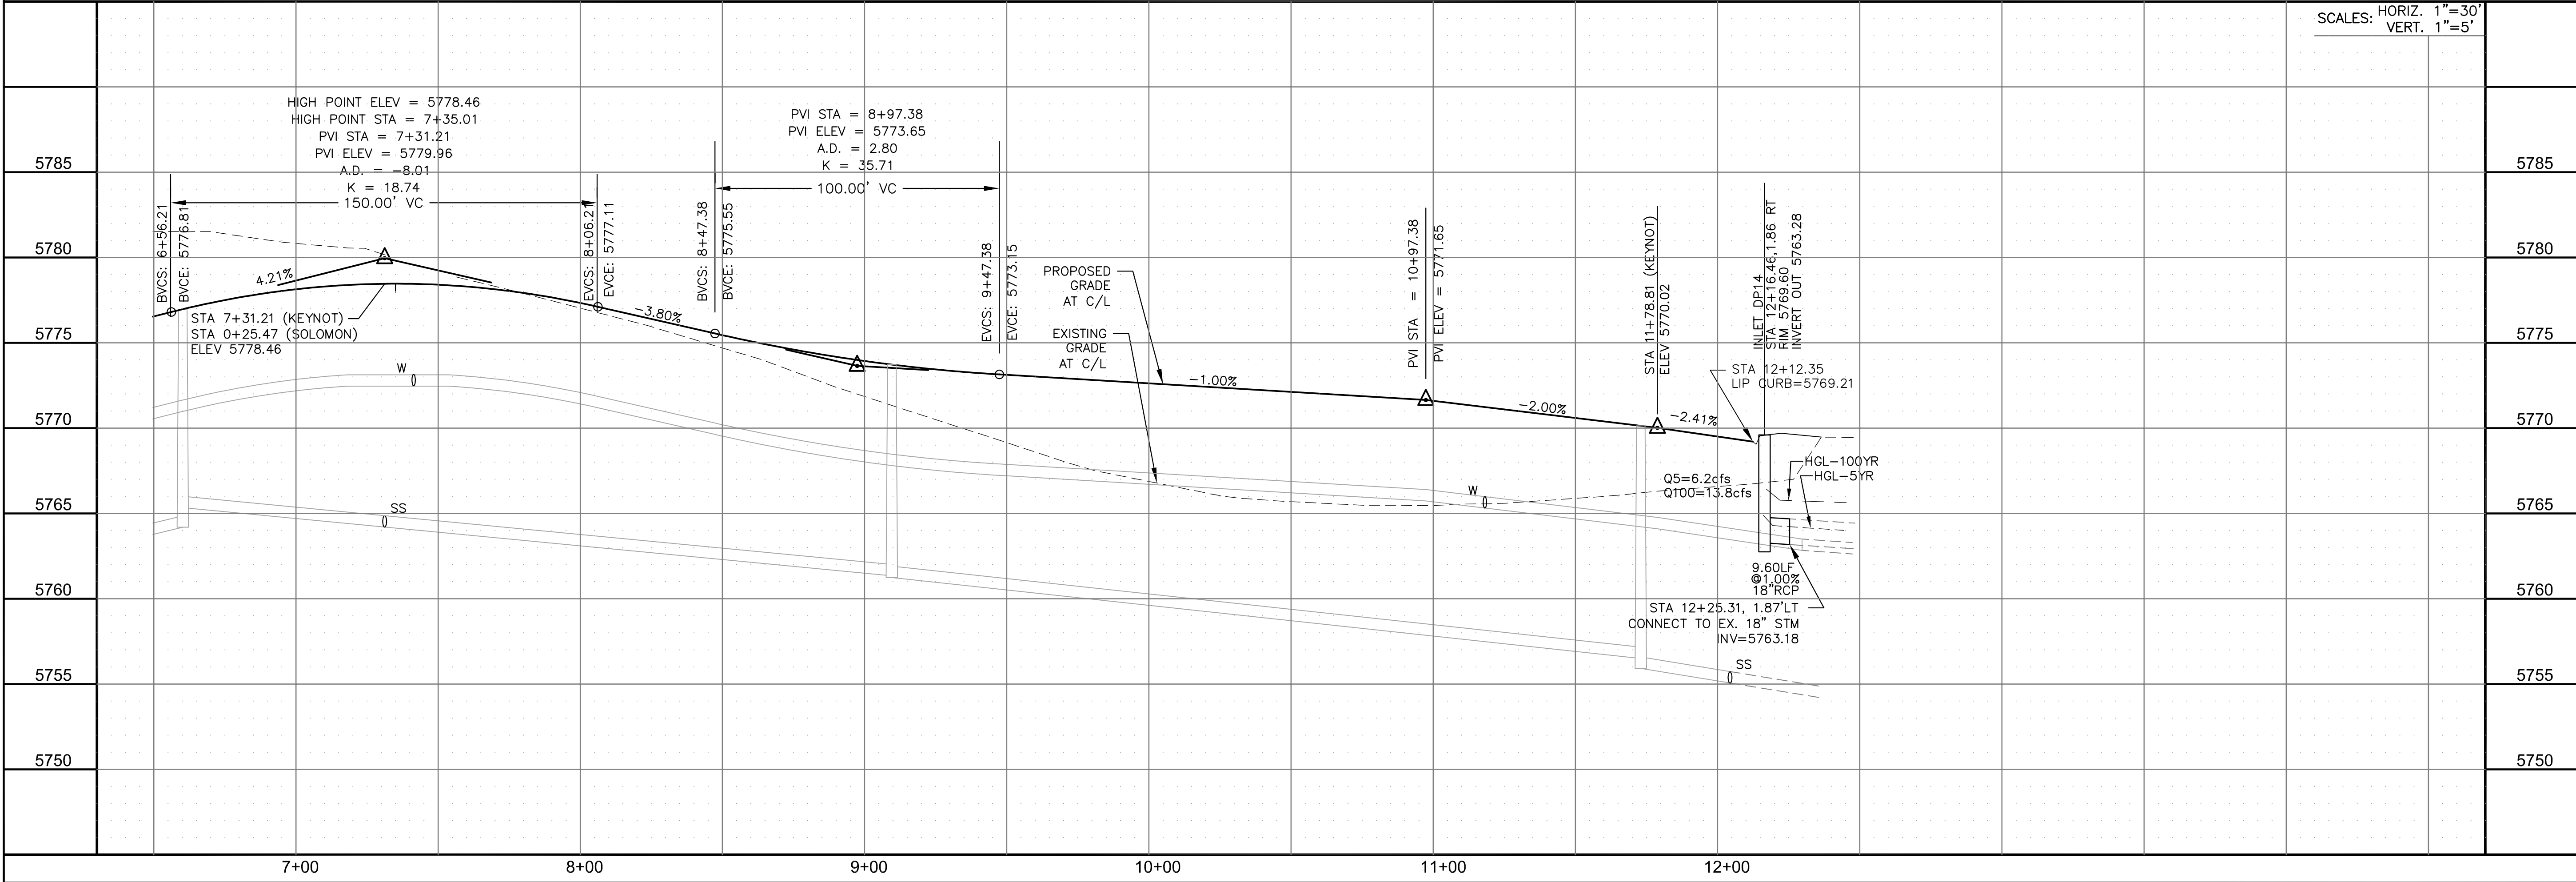 SCALES: HORIZ. 1"=30'
VERT. 1"=5'
HIGH POINT ELEV = 5778.46
HIGH POINT STA = 7+35.01
PVI STA = 7+31.21
PVI ELEV = 5779.96
A.D. = -8.01
K = 18.74
150.00' VC
PVI STA = 8+97.38
PVI ELEV = 5773.65
A.D. = 2.80
K = 35.71
100.00' VC
BVCS: 6+56.21
BVCE: 5776.81
EVCS: 8+06.21
EVCE: 5777.11
BVCS: 8+47.38
BVCE: 5775.55
EVCS: 9+47.38
EVCE: 5773.15
PVI STA = 10+97.38
PVI ELEV = 5771.65
STA 11+78.81 (KEYNOT)
ELEV 5770.02
INLET DP14
STA 12+16.46,1.86 RT
RIM 5769.60
INVERT OUT 5763.28
4.21%
-3.80%
-1.00%
-2.00%
-2.41%
STA 7+31.21 (KEYNOT)
STA 0+25.47 (SOLOMON)
ELEV 5778.46
PROPOSED
GRADE
AT C/L
EXISTING
GRADE
AT C/L
STA 12+12.35
LIP CURB=5769.21
W
W
SS
SS
Q5=6.2cfs
Q100=13.8cfs
HGL-100YR
HGL-5YR
9.60LF
@1.00%
18"RCP
STA 12+25.31, 1.87'LT
CONNECT TO EX. 18" STM
INV=5763.18
5785
5780
5775
5770
5765
5760
5755
5750
5785
5780
5775
5770
5765
5760
5755
5750
7+00
8+00
9+00
10+00
11+00
12+00